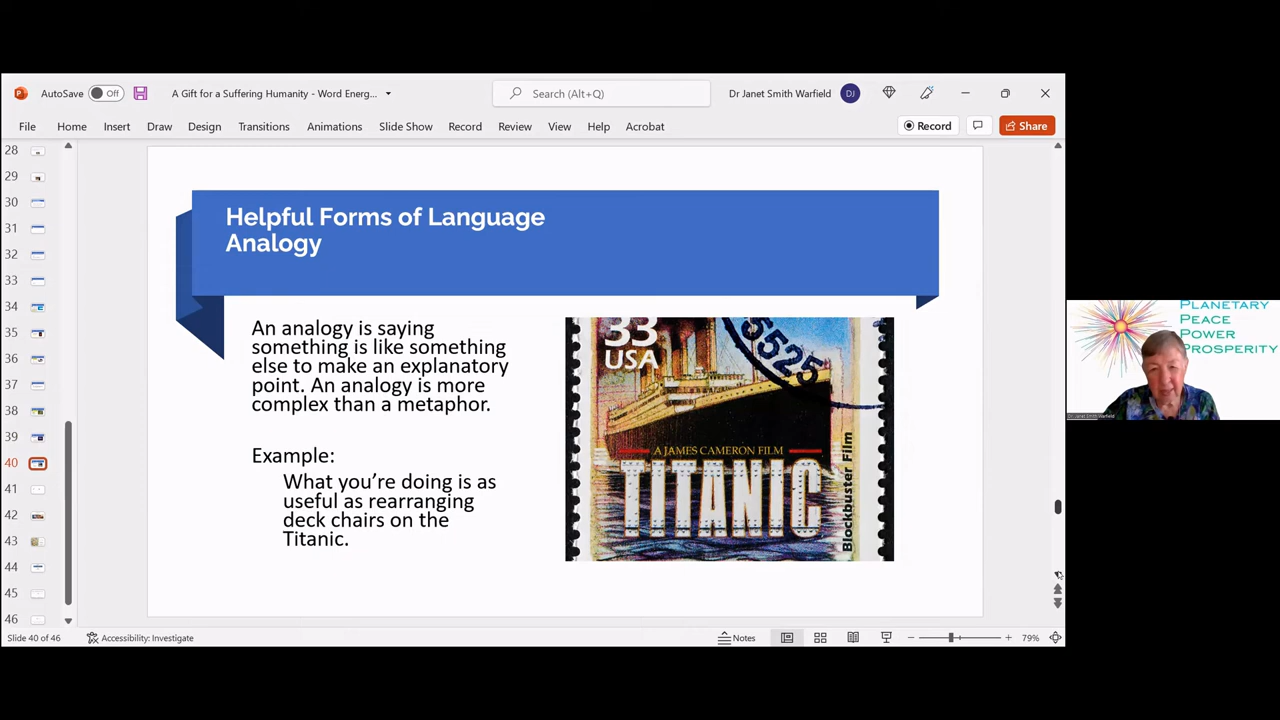 AutoSave Off
A Gift for a Suffering Humanity - Word Energ...
Search (Alt+Q)
Dr Janet Smith Warfield
DJ
File Home Insert Draw Design Transitions Animations Slide Show Record Review View Help Acrobat
Record
Share
28
29
30
31
32
33
34
35
36
37
38
39
40
41
42
43
44
45
46
Helpful Forms of Language
Analogy
An analogy is saying
something is like something
else to make an explanatory
point. An analogy is more
complex than a metaphor.
Example:
What you’re doing is as
useful as rearranging
deck chairs on the
Titanic.
33
USA
5525
A JAMES CAMERON FILM
TITANIC
Blockbuster Film
PLANETARY
PEACE
POWER
PROSPERITY
Dr. Janet Smith Warfield
Slide 40 of 46
Accessibility: Investigate
Notes
79%